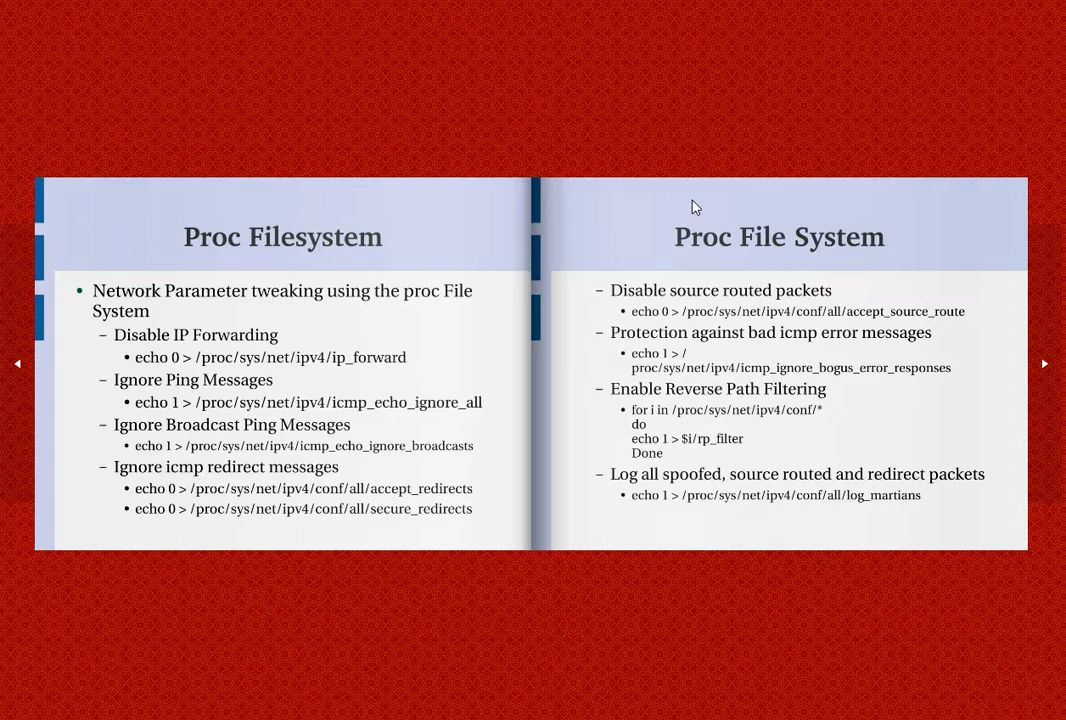 Proc Filesystem
• Network Parameter tweaking using the proc File
System
– Disable IP Forwarding
• echo 0 > /proc/sys/net/ipv4/ip_forward
– Ignore Ping Messages
• echo 1 > /proc/sys/net/ipv4/icmp_echo_ignore_all
– Ignore Broadcast Ping Messages
• echo 1 > /proc/sys/net/ipv4/icmp_echo_ignore_broadcasts
– Ignore icmp redirect messages
• echo 0 > /proc/sys/net/ipv4/conf/all/accept_redirects
• echo 0 > /proc/sys/net/ipv4/conf/all/secure_redirects
Proc File System
– Disable source routed packets
• echo 0 > /proc/sys/net/ipv4/conf/all/accept_source_route
– Protection against bad icmp error messages
• echo 1 > /
proc/sys/net/ipv4/icmp_ignore_bogus_error_responses
– Enable Reverse Path Filtering
• for i in /proc/sys/net/ipv4/conf/*
do
echo 1 > $i/rp_filter
Done
– Log all spoofed, source routed and redirect packets
• echo 1 > /proc/sys/net/ipv4/conf/all/log_martians